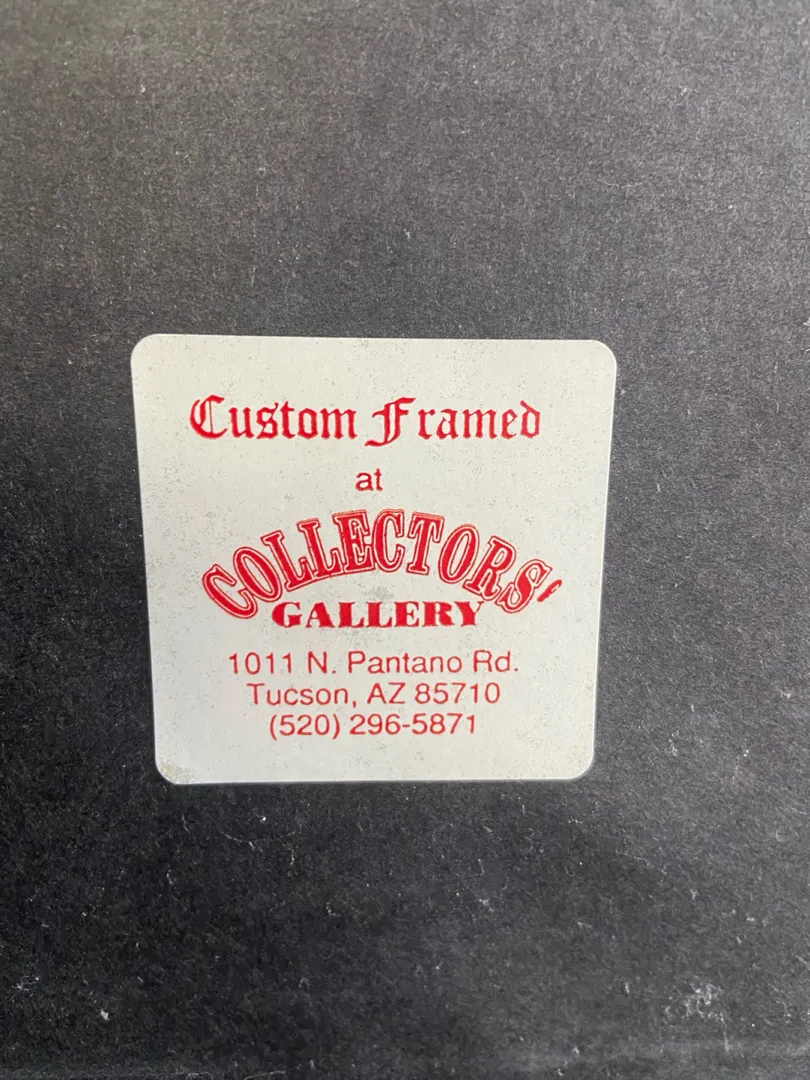 Custom Framed
at
COLLECTORS'
GALLERY
1011 N. Pantano Rd.
Tucson, AZ 85710
(520) 296-5871